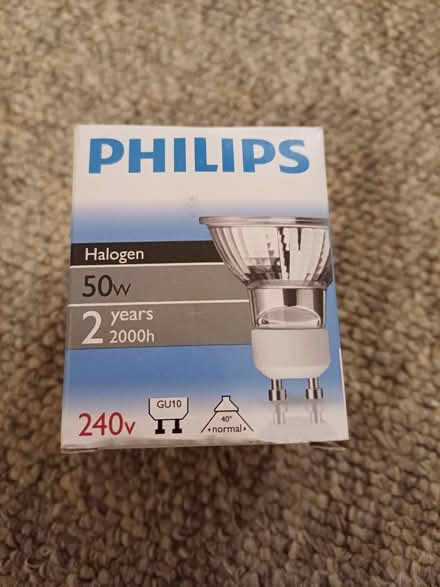 PHILIPS
Halogen
50w
2 years
2000h
GU10
40°
240v
normal